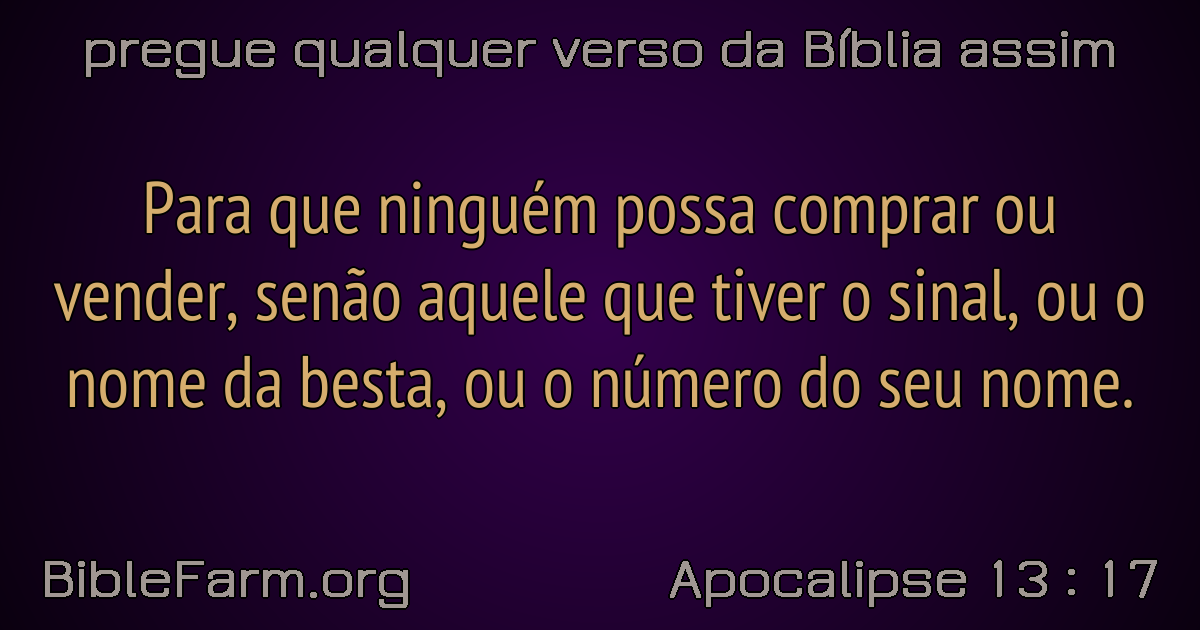 pregue qualquer verso da Bíblia assim
Para que ninguém possa comprar ou
vender, senão aquele que tiver o sinal, ou o
nome da besta, ou o número do seu nome.
BibleFarm.org
Apocalipse 13 : 17